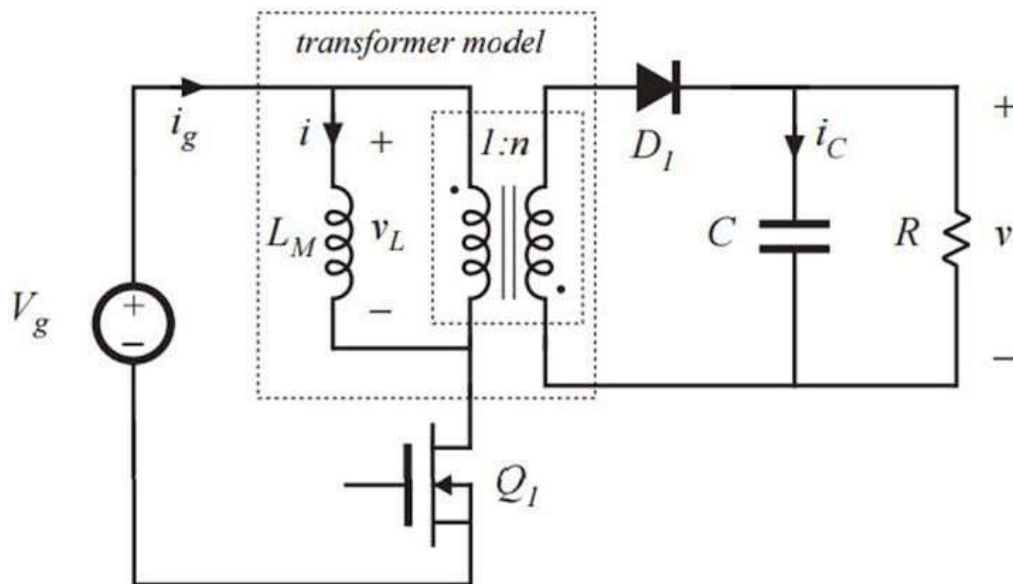 transformer model
i_g
i
+
1:n
D_1
i_C
+
L_M
v_L
C
R
v
V_g
+
−
−
−
Q_1